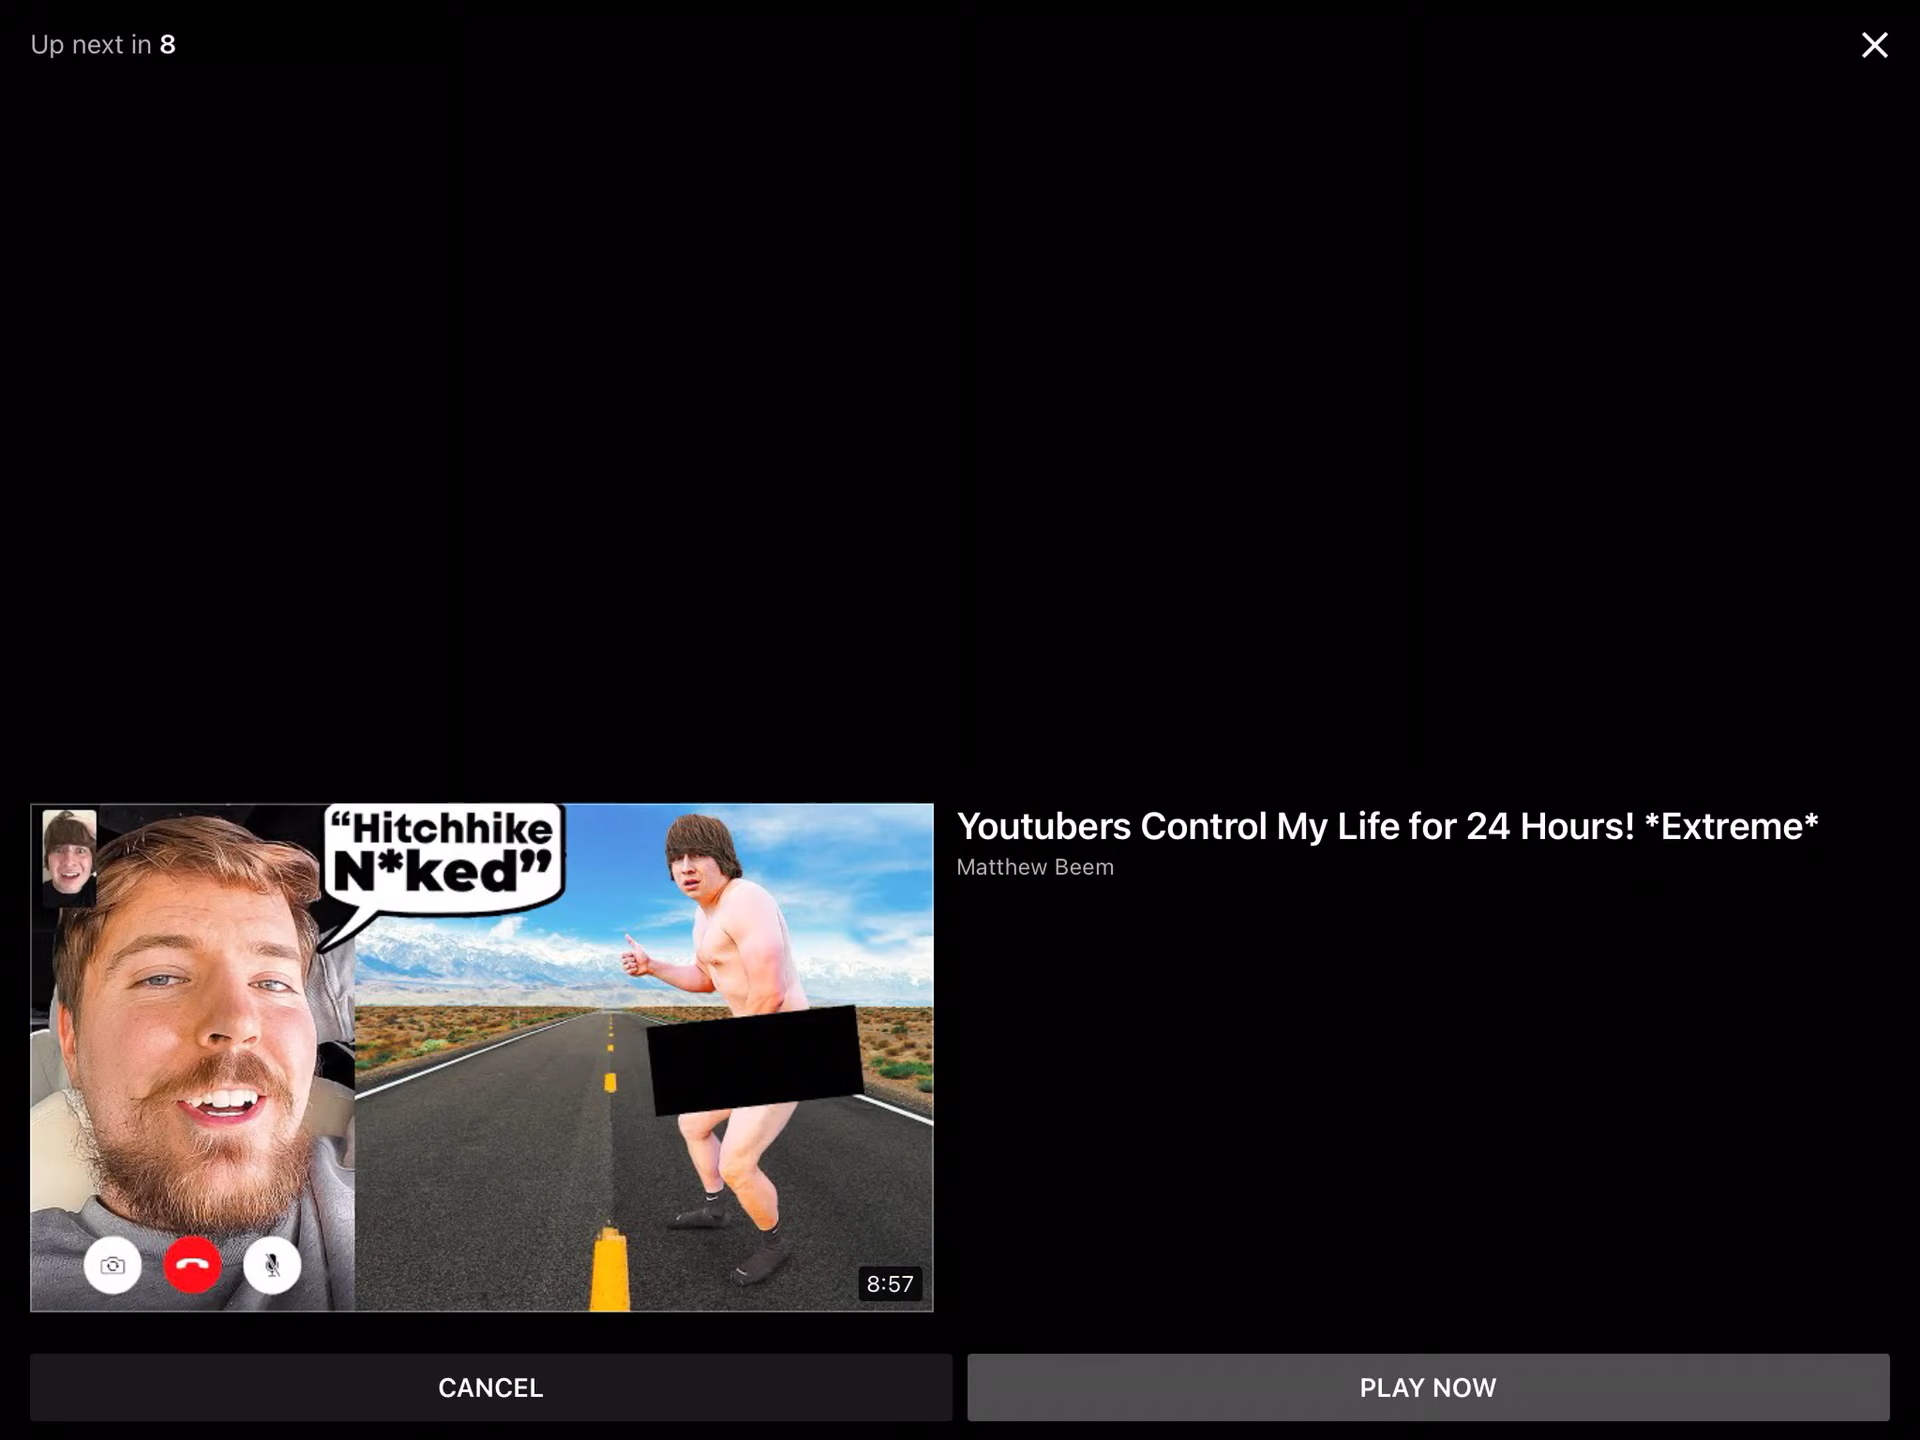 Up next in 8
“Hitchhike
N*ked”
8:57
Youtubers Control My Life for 24 Hours! *Extreme*
Matthew Beem
CANCEL
PLAY NOW